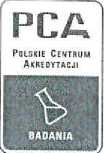 PCA
POLSKIE CENTRUM
AKREDYTACJI
BADANIA